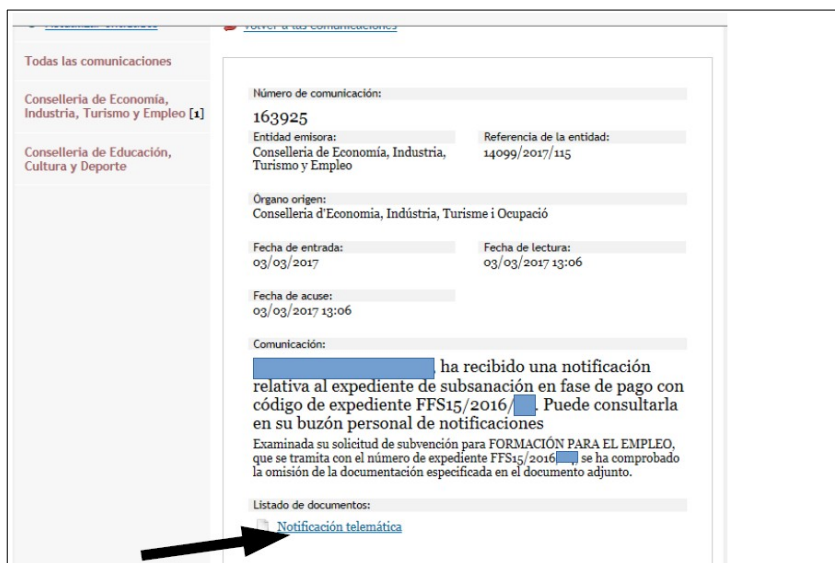 Volver a las comunicaciones
Todas las comunicaciones
Conselleria de Economía,
Industria, Turismo y Empleo [1]
Conselleria de Educación,
Cultura y Deporte
Número de comunicación:
163925
Entidad emisora:
Conselleria de Economía, Industria,
Turismo y Empleo
Referencia de la entidad:
14099/2017/115
Órgano origen:
Conselleria d'Economia, Indústria, Turisme i Ocupació
Fecha de entrada:
03/03/2017
Fecha de lectura:
03/03/2017 13:06
Fecha de acuse:
03/03/2017 13:06
Comunicación:
, ha recibido una notificación
relativa al expediente de subsanación en fase de pago con
código de expediente FFS15/2016/ . Puede consultarla
en su buzón personal de notificaciones
Examinada su solicitud de subvención para FORMACIÓN PARA EL EMPLEO,
que se tramita con el número de expediente FFS15/2016 , se ha comprobado
la omisión de la documentación especificada en el documento adjunto.
Listado de documentos:
Notificación telemática